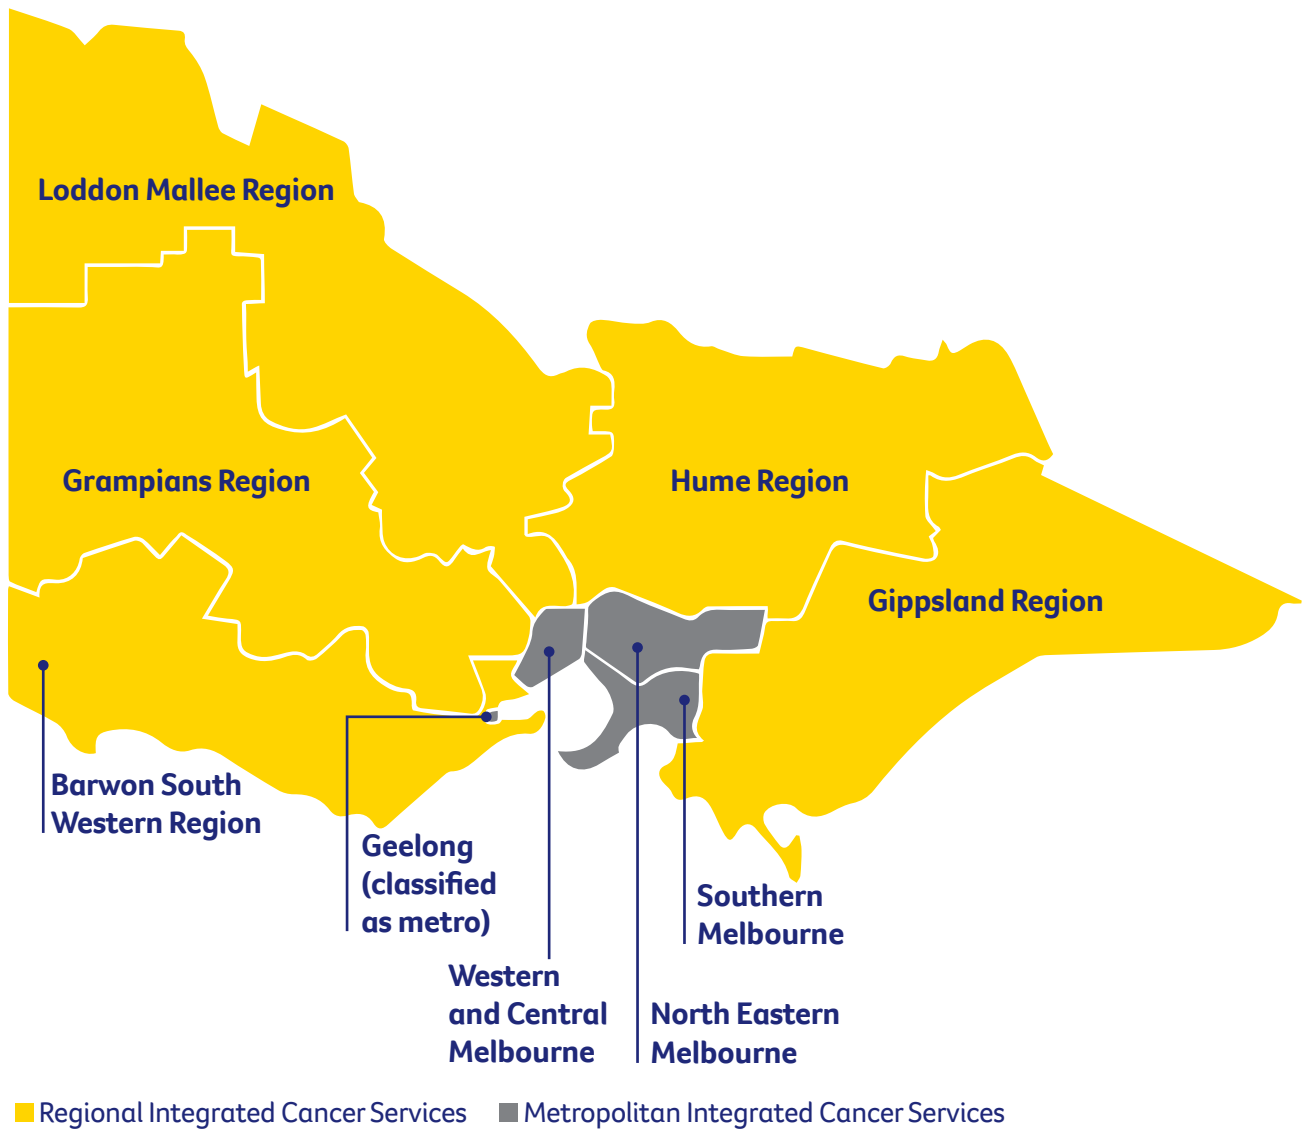 Loddon Mallee Region
Grampians Region
Hume Region
Gippsland Region
Barwon South
Western Region
Geelong
(classified
as metro)
Southern
Melbourne
Western
and Central
Melbourne
North Eastern
Melbourne
Regional Integrated Cancer Services
Metropolitan Integrated Cancer Services